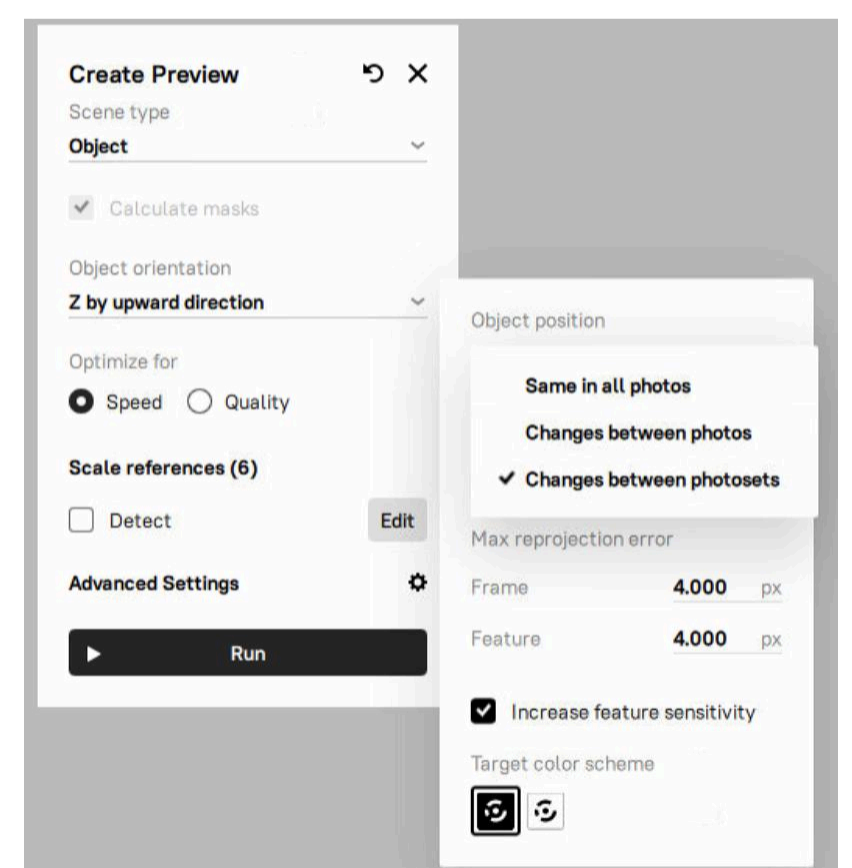 Create Preview
Scene type
Object
Calculate masks
Object orientation
Z by upward direction
Optimize for
Speed Quality
Scale references (6)
Detect Edit
Advanced Settings
Run
Object position
Same in all photos
Changes between photos
Changes between photosets
Max reprojection error
Frame 4.000 px
Feature 4.000 px
Increase feature sensitivity
Target color scheme